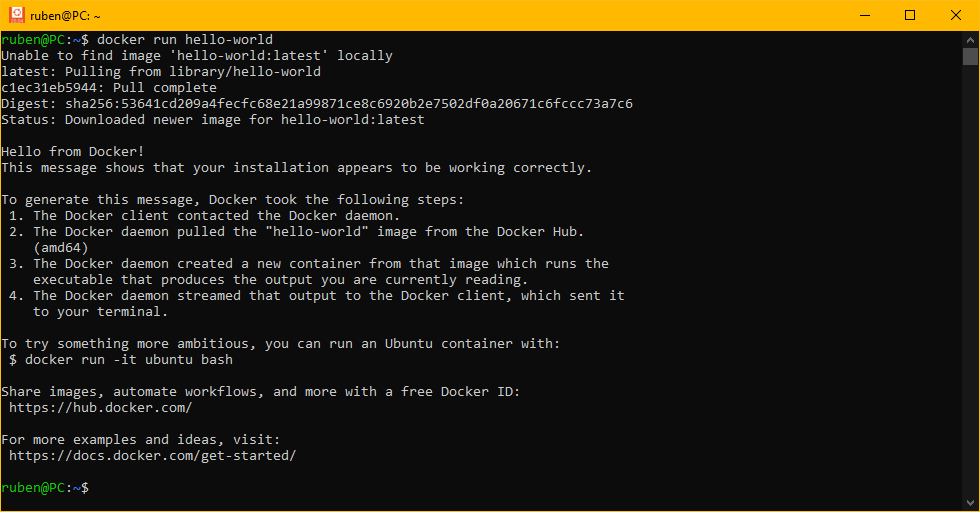 ruben@PC: ~
ruben@PC:~$ docker run hello-world
Unable to find image 'hello-world:latest' locally
latest: Pulling from library/hello-world
c1ec31eb5944: Pull complete
Digest: sha256:53641cd209a4fecfc68e21a99871ce8c6920b2e7502df0a20671c6fccc73a7c6
Status: Downloaded newer image for hello-world:latest

Hello from Docker!
This message shows that your installation appears to be working correctly.

To generate this message, Docker took the following steps:
 1. The Docker client contacted the Docker daemon.
 2. The Docker daemon pulled the "hello-world" image from the Docker Hub.
    (amd64)
 3. The Docker daemon created a new container from that image which runs the
    executable that produces the output you are currently reading.
 4. The Docker daemon streamed that output to the Docker client, which sent it
    to your terminal.

To try something more ambitious, you can run an Ubuntu container with:
 $ docker run -it ubuntu bash

Share images, automate workflows, and more with a free Docker ID:
 https://hub.docker.com/

For more examples and ideas, visit:
 https://docs.docker.com/get-started/

ruben@PC:~$